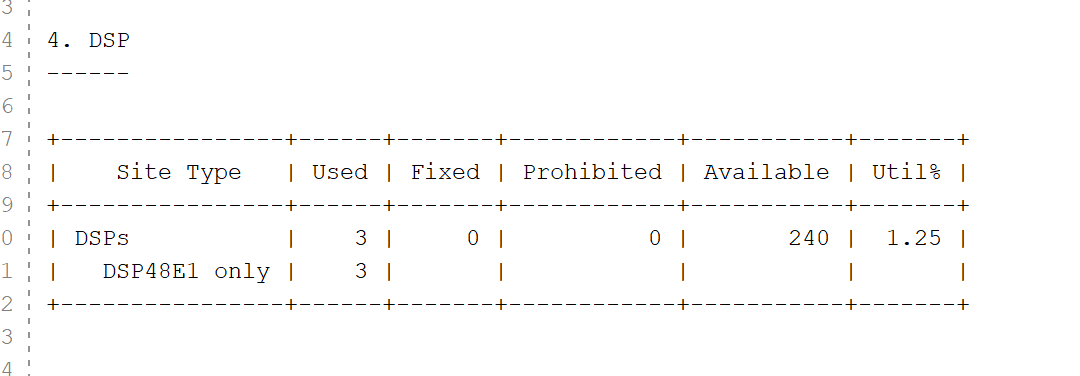 3
4 4. DSP
5 ------
6
7 +----------------+------+-------+------------+-----------+-------+
8 |    Site Type   | Used | Fixed | Prohibited | Available | Util% |
9 +----------------+------+-------+------------+-----------+-------+
0 | DSPs           |    3 |     0 |          0 |       240 |  1.25 |
1 |   DSP48E1 only |    3 |       |            |           |       |
2 +----------------+------+-------+------------+-----------+-------+
3
4